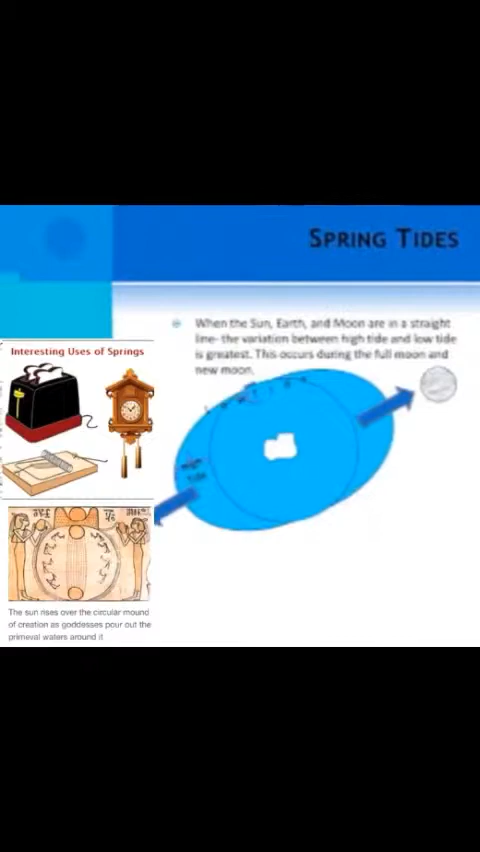 SPRING TIDES
When the Sun, Earth, and Moon are in a straight
line- the variation between high tide and low tide
is greatest. This occurs during the full moon and
new moon.
Interesting Uses of Springs
The sun rises over the circular mound
of creation as goddesses pour out the
primeval waters around it